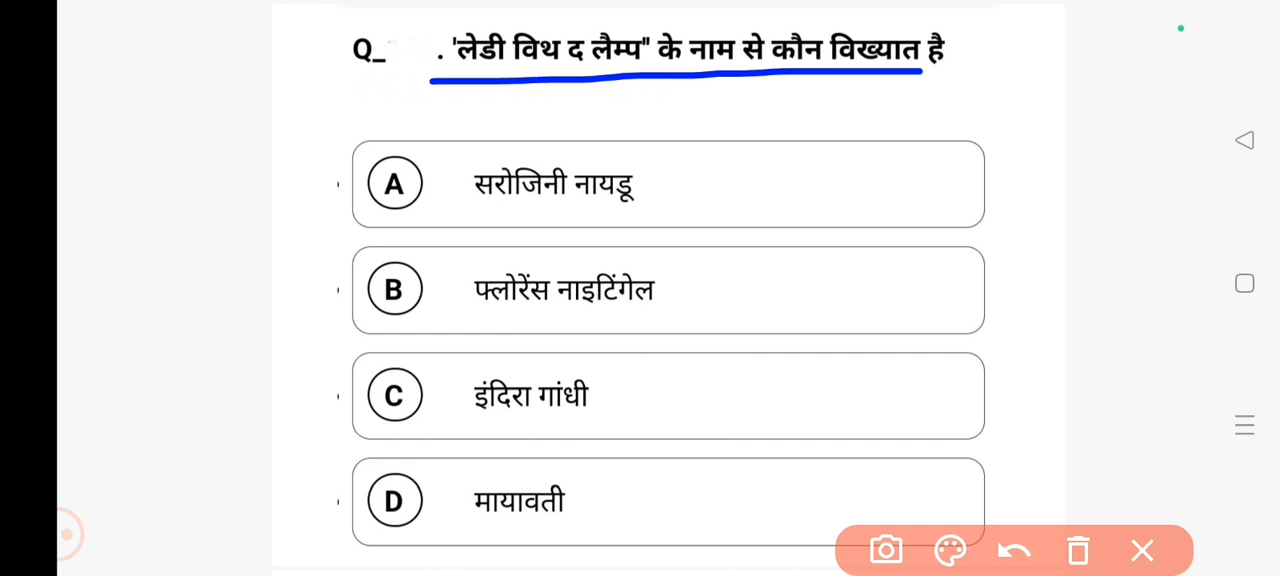 Q_ . 'लेडी विथ द लैम्प" के नाम से कौन विख्यात है
A सरोजिनी नायडू
B फ्लोरेंस नाइटिंगेल
C इंदिरा गांधी
D मायावती